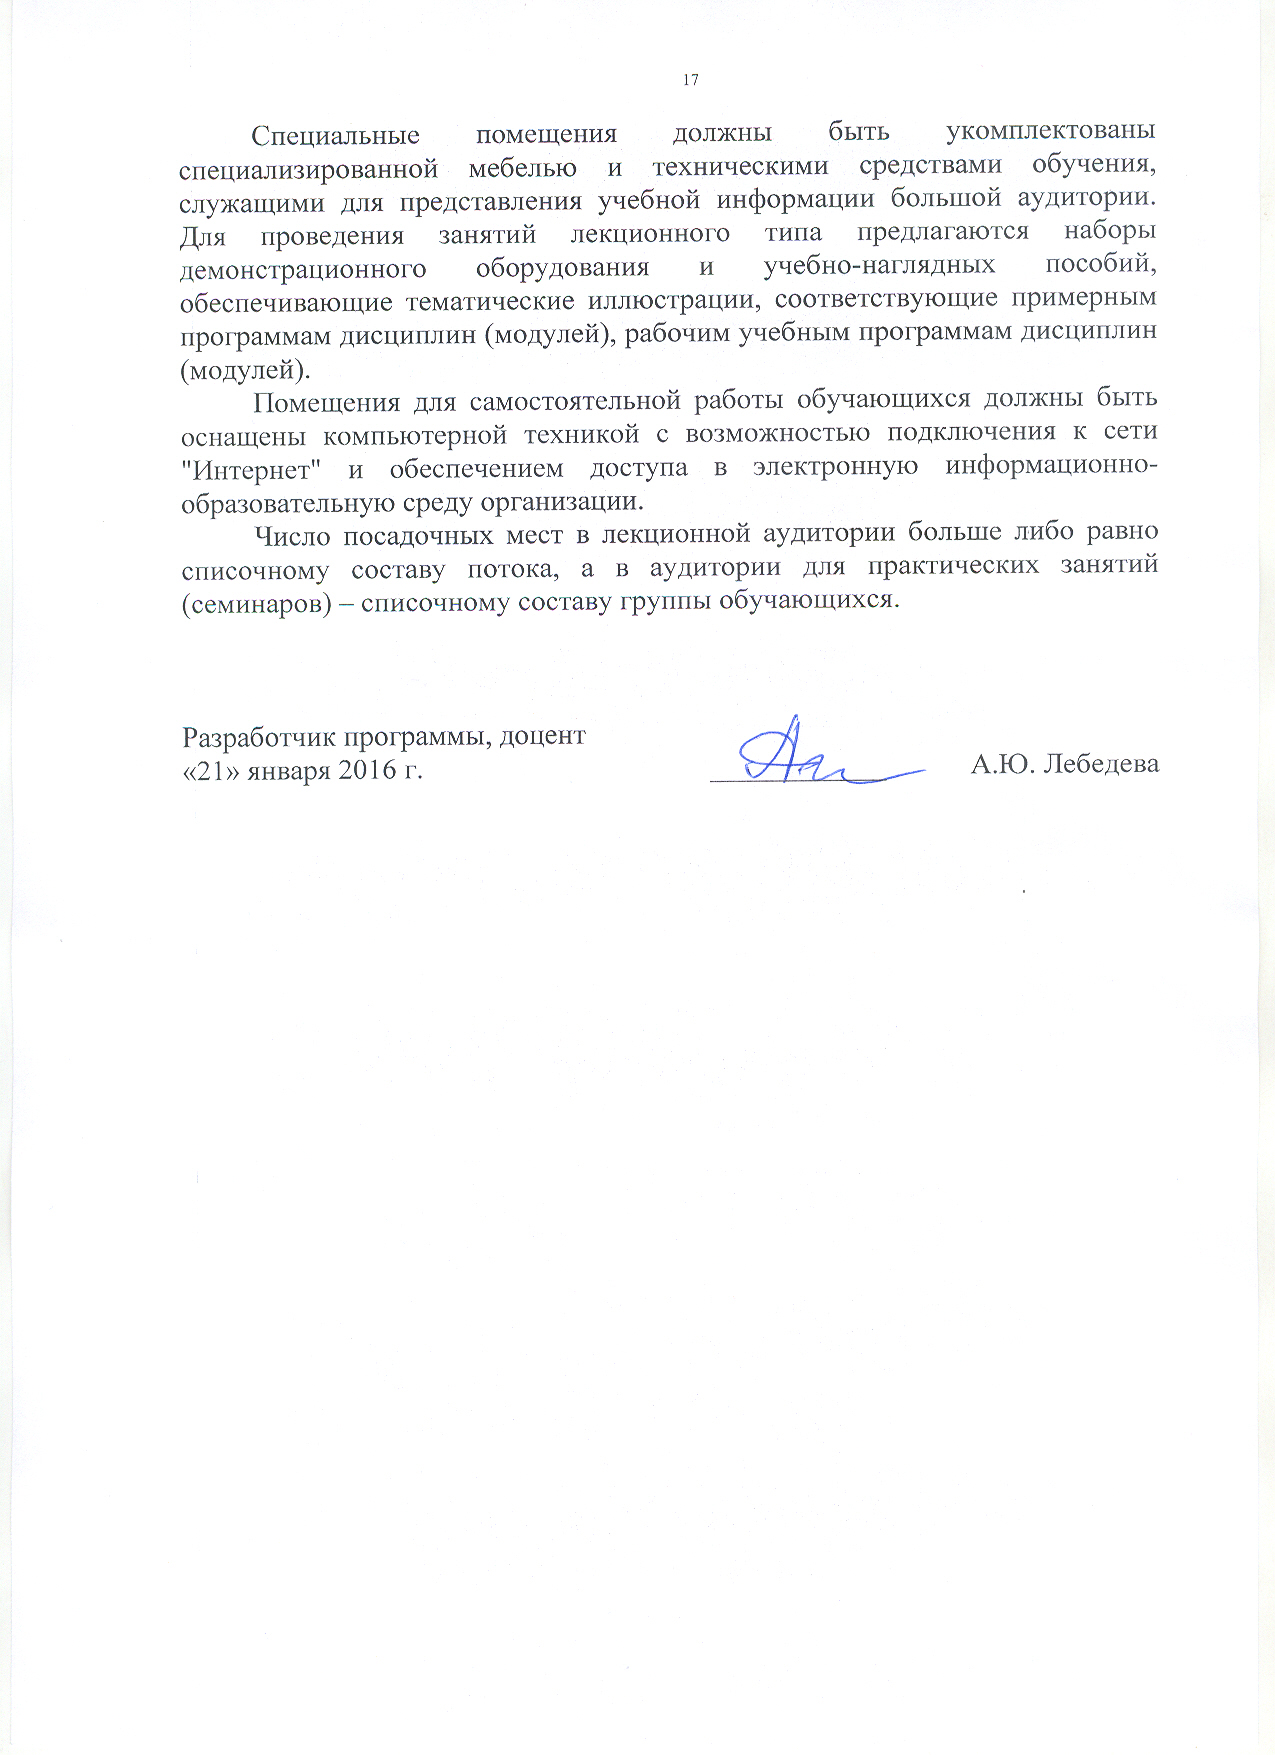 17
Специальные помещения должны быть укомплектованы
специализированной мебелью и техническими средствами обучения,
служащими для представления учебной информации большой аудитории.
Для проведения занятий лекционного типа предлагаются наборы
демонстрационного оборудования и учебно-наглядных пособий,
обеспечивающие тематические иллюстрации, соответствующие примерным
программам дисциплин (модулей), рабочим учебным программам дисциплин
(модулей).
Помещения для самостоятельной работы обучающихся должны быть
оснащены компьютерной техникой с возможностью подключения к сети
"Интернет" и обеспечением доступа в электронную информационно-
образовательную среду организации.
Число посадочных мест в лекционной аудитории больше либо равно
списочному составу потока, а в аудитории для практических занятий
(семинаров) – списочному составу группы обучающихся.
Разработчик программы, доцент
«21» января 2016 г. А.Ю. Лебедева